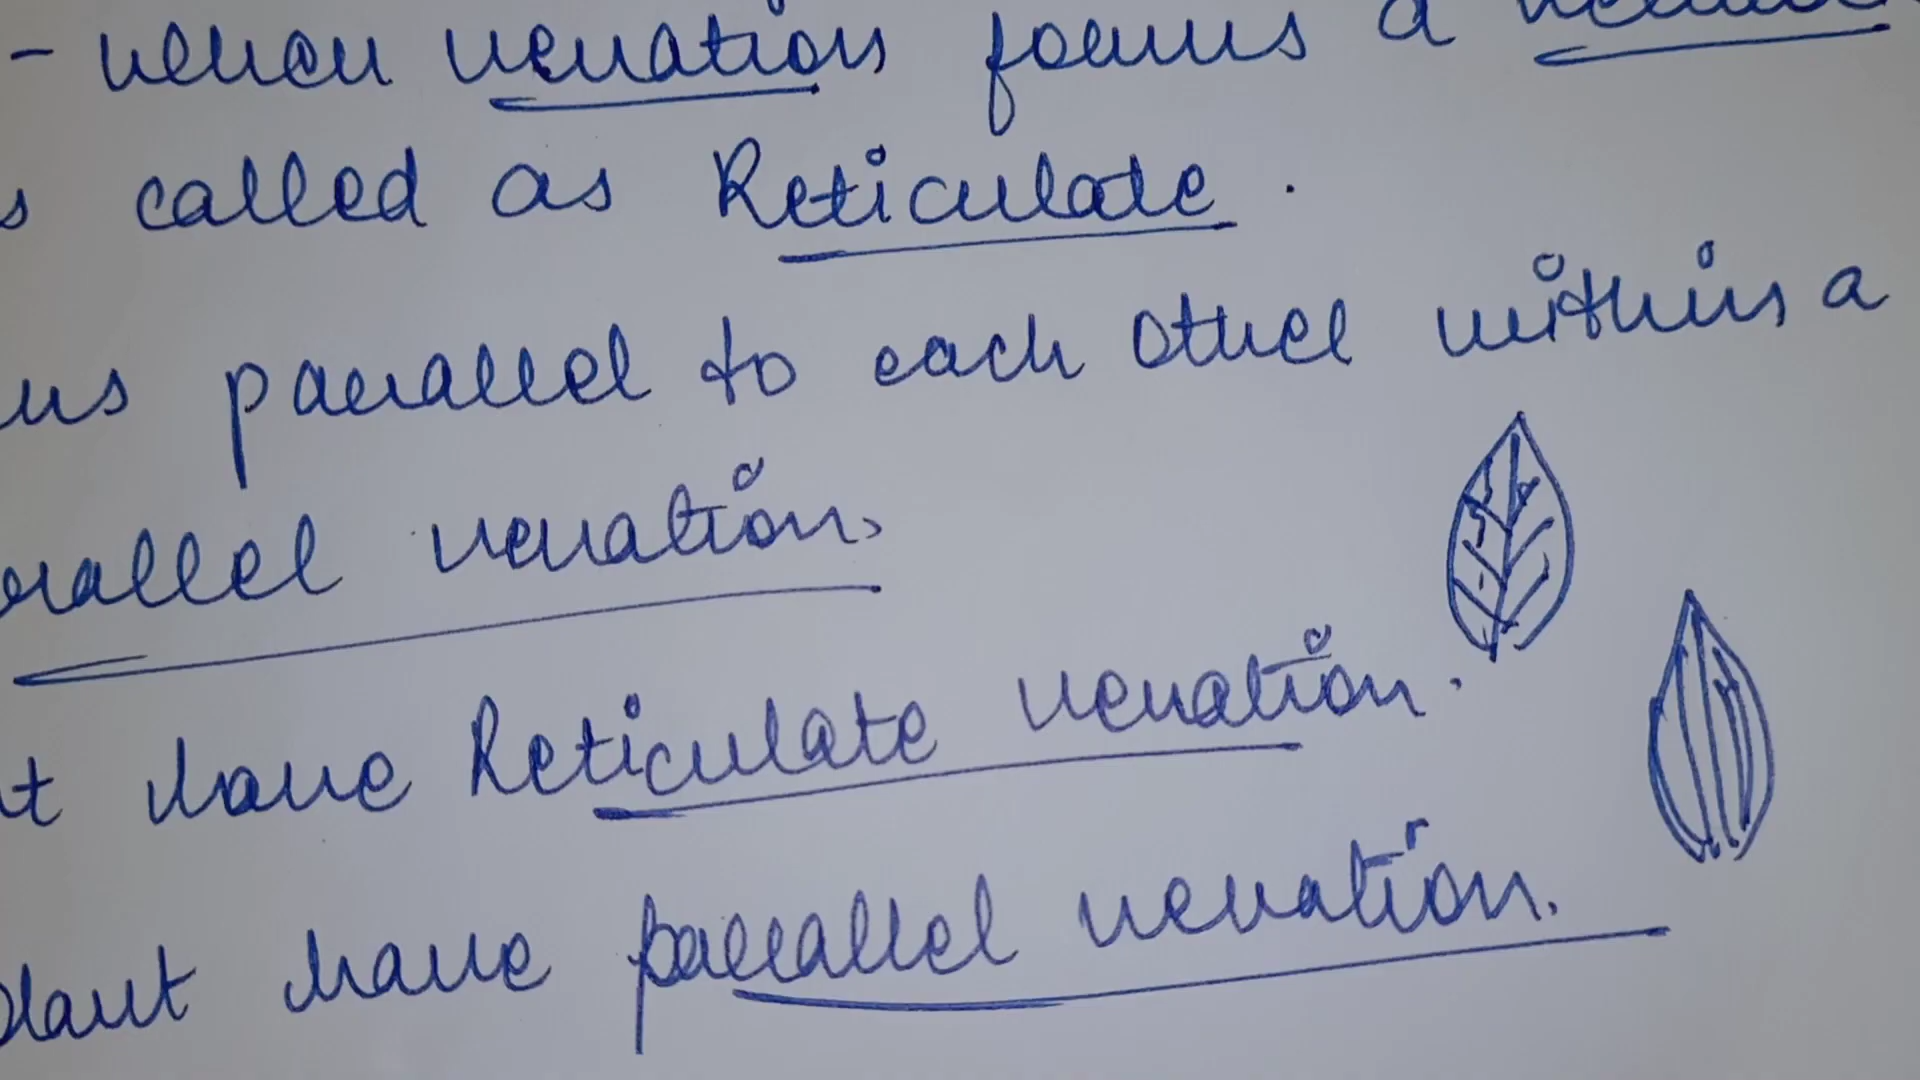 - when venation forms a
s called as Reticulate.
ns parallel to each other within a
rallel venation.
t have Reticulate venation.
plant have parallel venation.